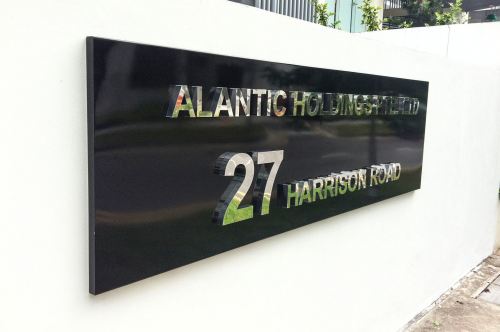 ALANTIC HOLDINGS PTE LTD
27 HARRISON ROAD